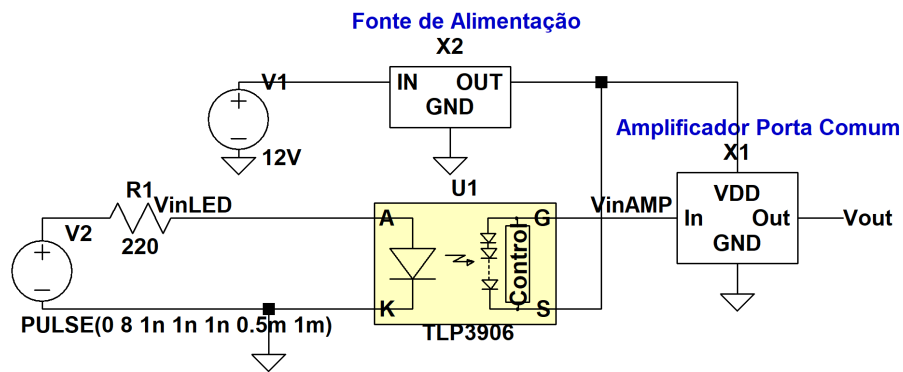 Fonte de Alimentação
X2
V1
IN OUT
GND
12V
Amplificador Porta Comum
X1
VDD
In Out
GND
Vout
VinAMP
U1
R1
VinLED
220
V2
A
K
G
S
Control
TLP3906
PULSE(0 8 1n 1n 1n 0.5m 1m)